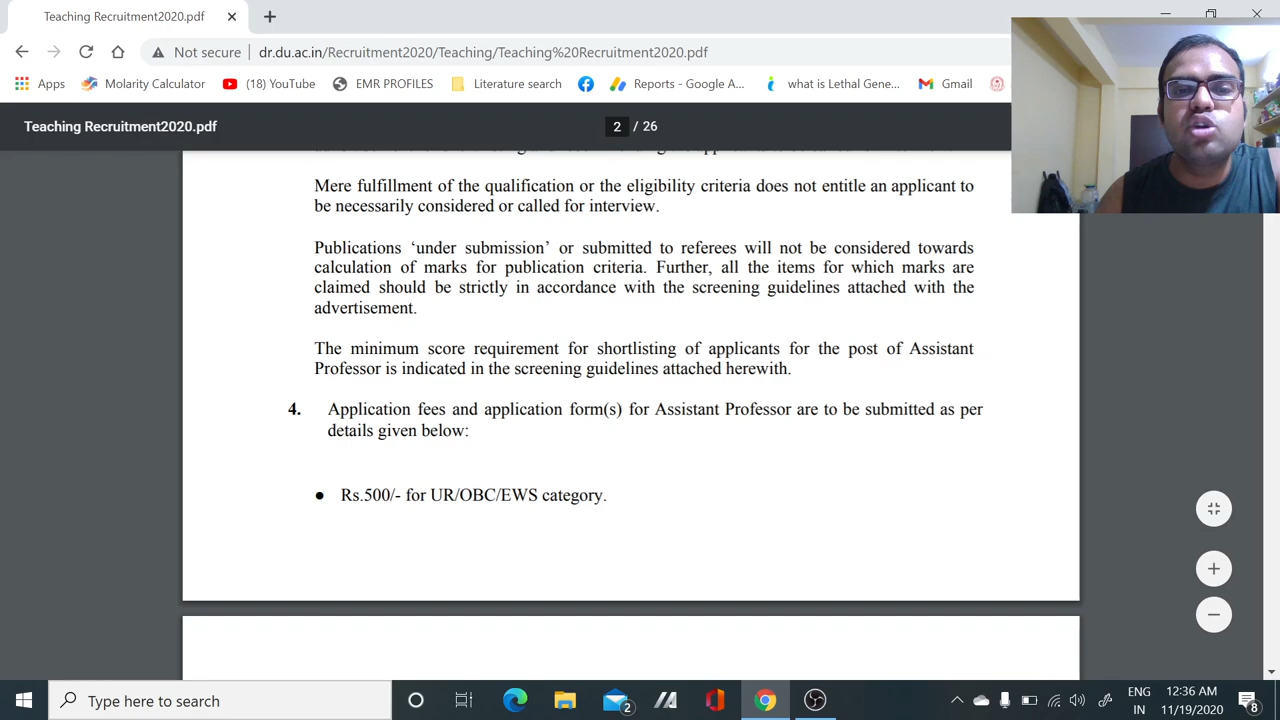 Teaching Recruitment2020.pdf
Not secure
dr.du.ac.in/Recruitment2020/Teaching/Teaching%20Recruitment2020.pdf
Apps
Molarity Calculator
(18) YouTube
EMR PROFILES
Literature search
Reports - Google A...
what is Lethal Gene...
Gmail
Teaching Recruitment2020.pdf
2 / 26
Mere fulfillment of the qualification or the eligibility criteria does not entitle an applicant to
be necessarily considered or called for interview.
Publications ‘under submission’ or submitted to referees will not be considered towards
calculation of marks for publication criteria. Further, all the items for which marks are
claimed should be strictly in accordance with the screening guidelines attached with the
advertisement.
The minimum score requirement for shortlisting of applicants for the post of Assistant
Professor is indicated in the screening guidelines attached herewith.
4. Application fees and application form(s) for Assistant Professor are to be submitted as per
details given below:
● Rs.500/- for UR/OBC/EWS category.
Type here to search
2
ENG
IN
12:36 AM
11/19/2020
8